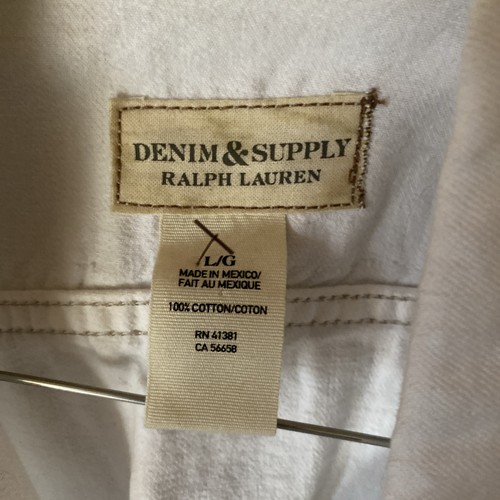 DENIM & SUPPLY
RALPH LAUREN
L/G
MADE IN MEXICO/
FAIT AU MEXIQUE
100% COTTON/COTON
RN 41381
CA 56658